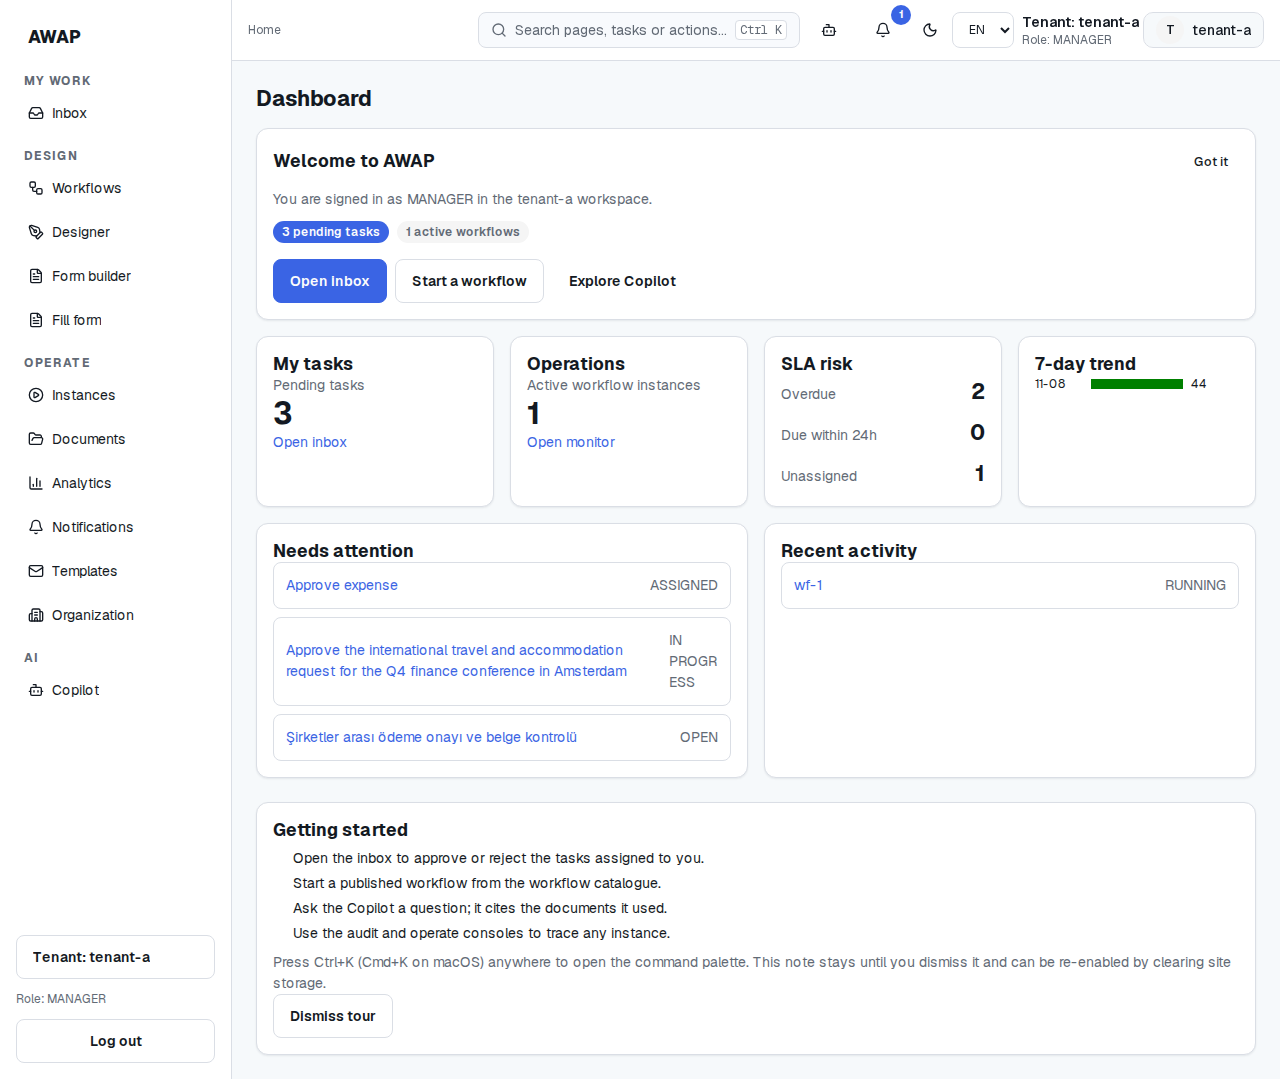 AWAP
MY WORK
Inbox
DESIGN
Workflows
Designer
Form builder
Fill form
OPERATE
Instances
Documents
Analytics
Notifications
Templates
Organization
AI
Copilot
Tenant: tenant-a
Role: MANAGER
Log out
Home
Search pages, tasks or actions... Ctrl K
1
EN
Tenant: tenant-a
Role: MANAGER
T tenant-a
Dashboard
Welcome to AWAP
Got it
You are signed in as MANAGER in the tenant-a workspace.
3 pending tasks 1 active workflows
Open Inbox Start a workflow Explore Copilot
My tasks
Pending tasks
3
Open inbox
Operations
Active workflow instances
1
Open monitor
SLA risk
Overdue 2
Due within 24h 0
Unassigned 1
7-day trend
11-08 44
Needs attention
Approve expense ASSIGNED
Approve the international travel and accommodation
request for the Q4 finance conference in Amsterdam
IN
PROGR
ESS
Şirketler arası ödeme onayı ve belge kontrolü OPEN
Recent activity
wf-1 RUNNING
Getting started
Open the inbox to approve or reject the tasks assigned to you.
Start a published workflow from the workflow catalogue.
Ask the Copilot a question; it cites the documents it used.
Use the audit and operate consoles to trace any instance.
Press Ctrl+K (Cmd+K on macOS) anywhere to open the command palette. This note stays until you dismiss it and can be re-enabled by clearing site
storage.
Dismiss tour